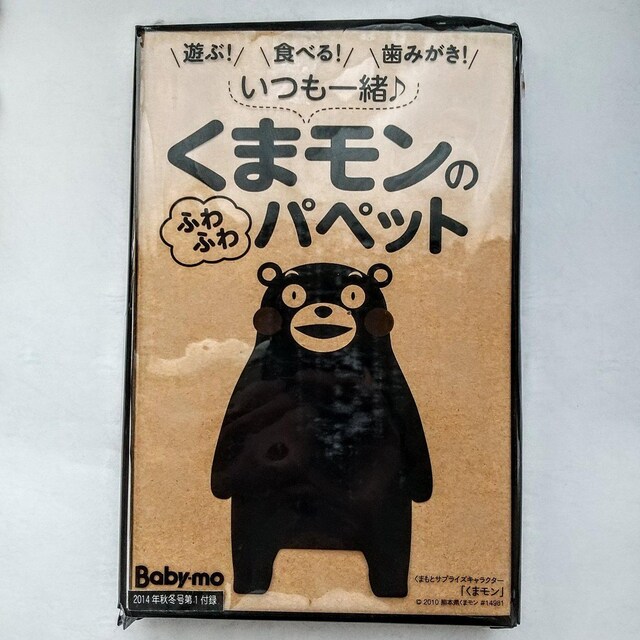 \遊ぶ!/ \食べる!/ \歯みがき!/
いつも一緒♪
くまモンの
ふわふわ
パペット
Baby-mo
2014年秋冬号第1付録
くまもとサプライズキャラクター
「くまモン」
© 2010 熊本県くまモン #14981